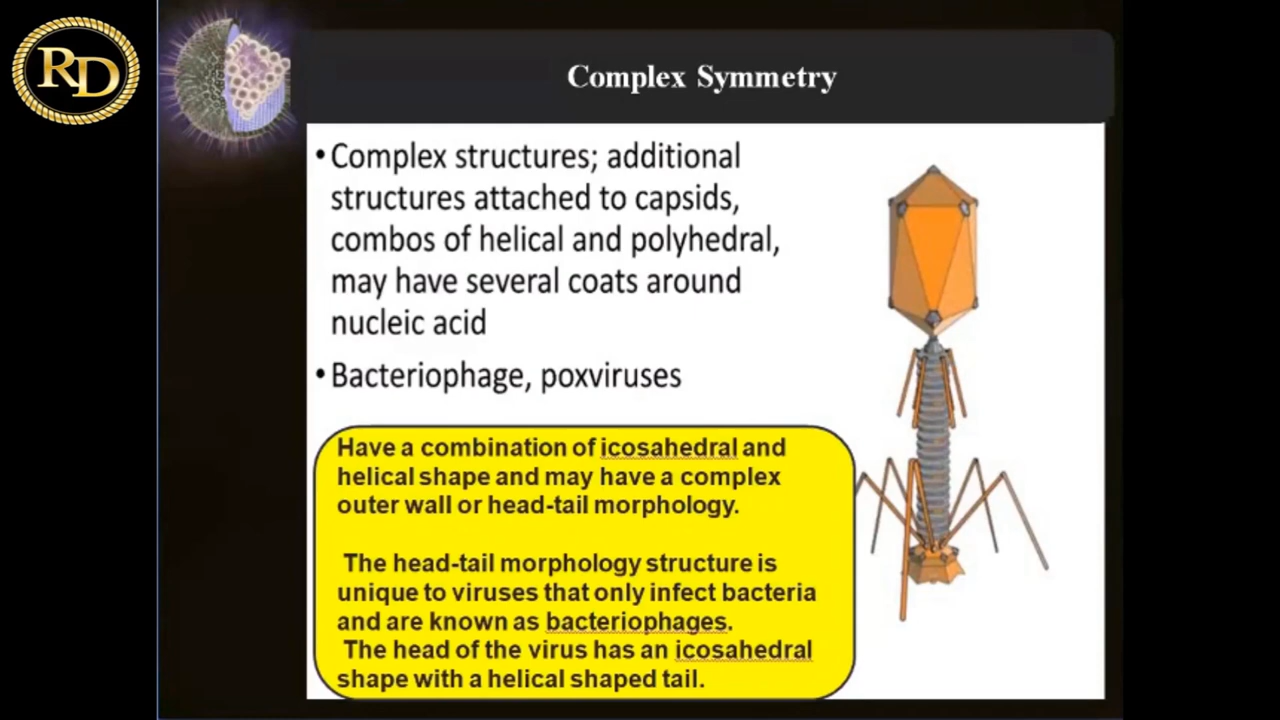 RD
Complex Symmetry
• Complex structures; additional
structures attached to capsids,
combos of helical and polyhedral,
may have several coats around
nucleic acid
• Bacteriophage, poxviruses
Have a combination of icosahedral and
helical shape and may have a complex
outer wall or head-tail morphology.
The head-tail morphology structure is
unique to viruses that only infect bacteria
and are known as bacteriophages.
The head of the virus has an icosahedral
shape with a helical shaped tail.